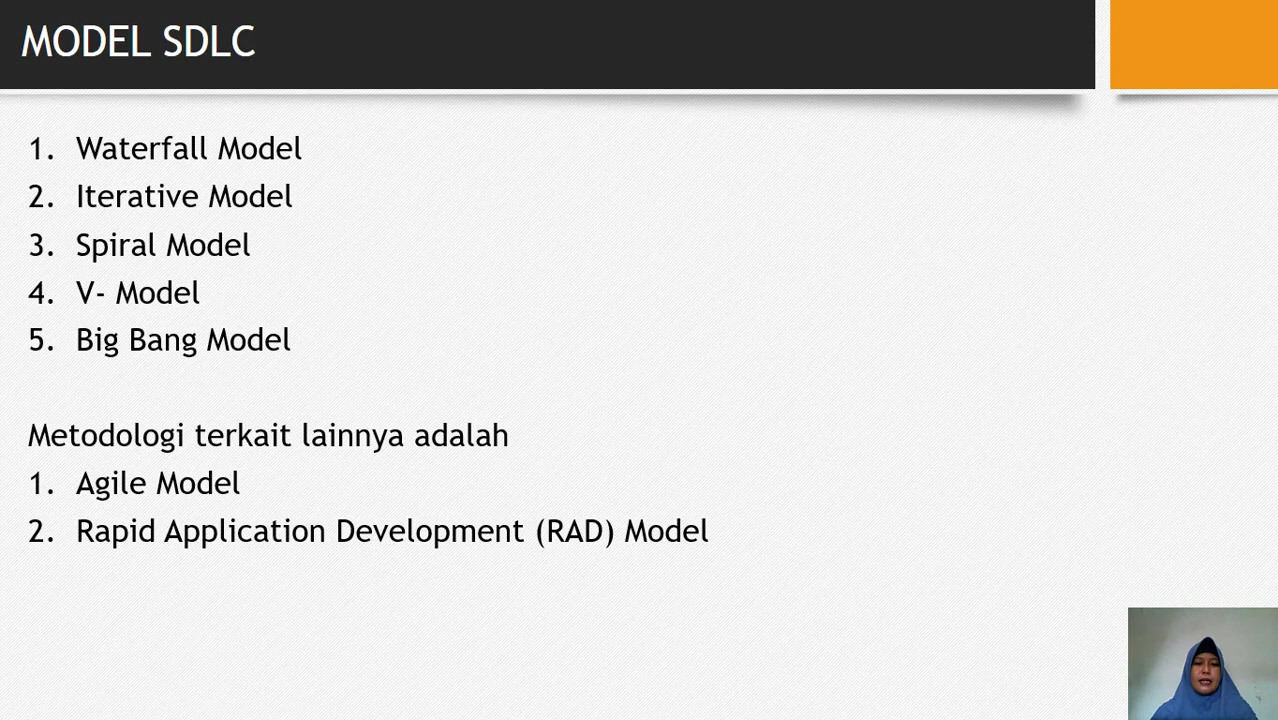 MODEL SDLC
1. Waterfall Model
2. Iterative Model
3. Spiral Model
4. V- Model
5. Big Bang Model
Metodologi terkait lainnya adalah
1. Agile Model
2. Rapid Application Development (RAD) Model